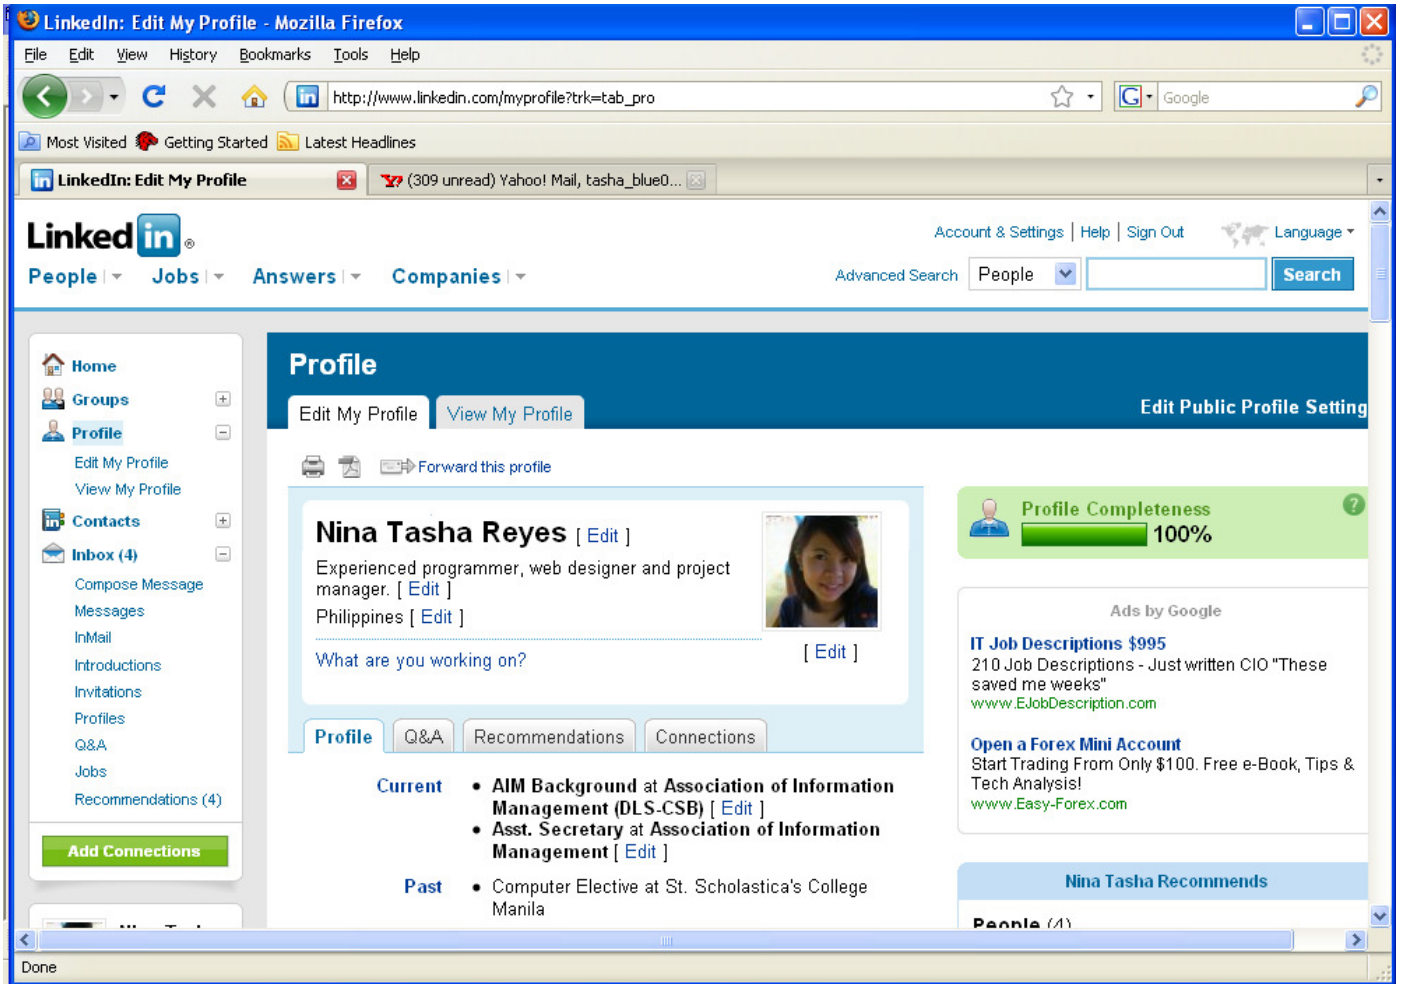 LinkedIn: Edit My Profile - Mozilla Firefox
File Edit View History Bookmarks Tools Help
http://www.linkedin.com/myprofile?trk=tab_pro
G Google
Most Visited Getting Started Latest Headlines
in LinkedIn: Edit My Profile
(309 unread) Yahoo! Mail, tasha_blue0...
Linked in ®
Account & Settings | Help | Sign Out Language
People Jobs Answers Companies
Advanced Search People Search
Home
Groups
Profile
Edit My Profile
View My Profile
Contacts
Inbox (4)
Compose Message
Messages
InMail
Introductions
Invitations
Profiles
Q&A
Jobs
Recommendations (4)
Add Connections
Profile
Edit My Profile View My Profile
Edit Public Profile Setting
Forward this profile
Nina Tasha Reyes [ Edit ]
Experienced programmer, web designer and project
manager. [ Edit ]
Philippines [ Edit ]
What are you working on?
[ Edit ]
Profile Q&A Recommendations Connections
Current
• AIM Background at Association of Information
Management (DLS-CSB) [ Edit ]
• Asst. Secretary at Association of Information
Management [ Edit ]
Past
• Computer Elective at St. Scholastica's College
Manila
Profile Completeness
100%
?
Ads by Google
IT Job Descriptions $995
210 Job Descriptions - Just written CIO "These
saved me weeks"
www.EJobDescription.com
Open a Forex Mini Account
Start Trading From Only $100. Free e-Book, Tips &
Tech Analysis!
www.Easy-Forex.com
Nina Tasha Recommends
People (4)
Done